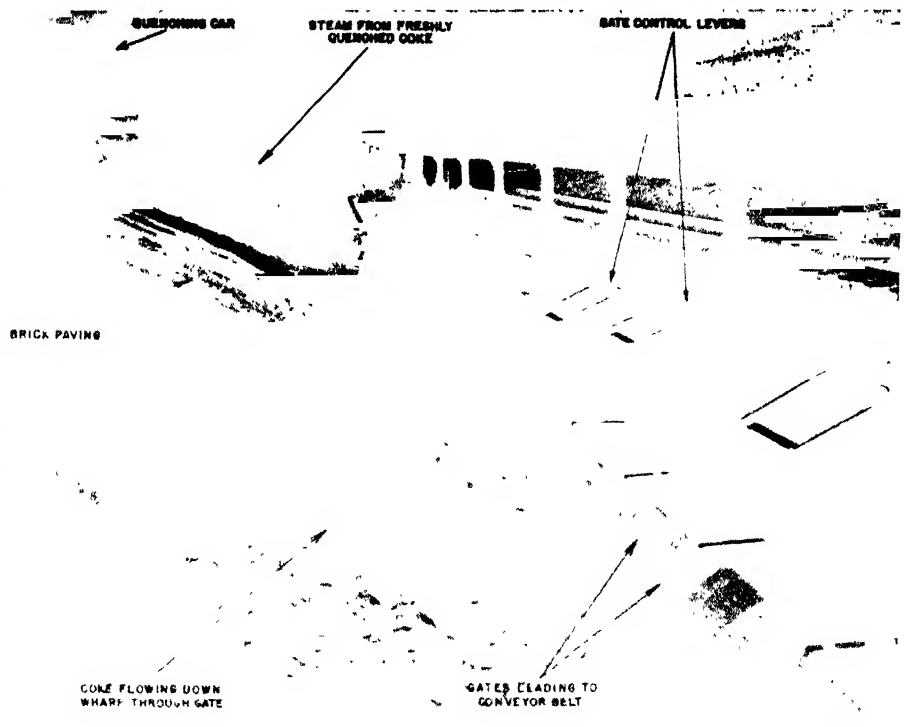 QUENCHING CAR
STEAM FROM FRESHLY
QUENCHED COKE
GATE CONTROL LEVERS
BRICK PAVING
COKE FLOWING DOWN
WHARF THROUGH GATE
GATES LEADING TO
CONVEYOR BELT